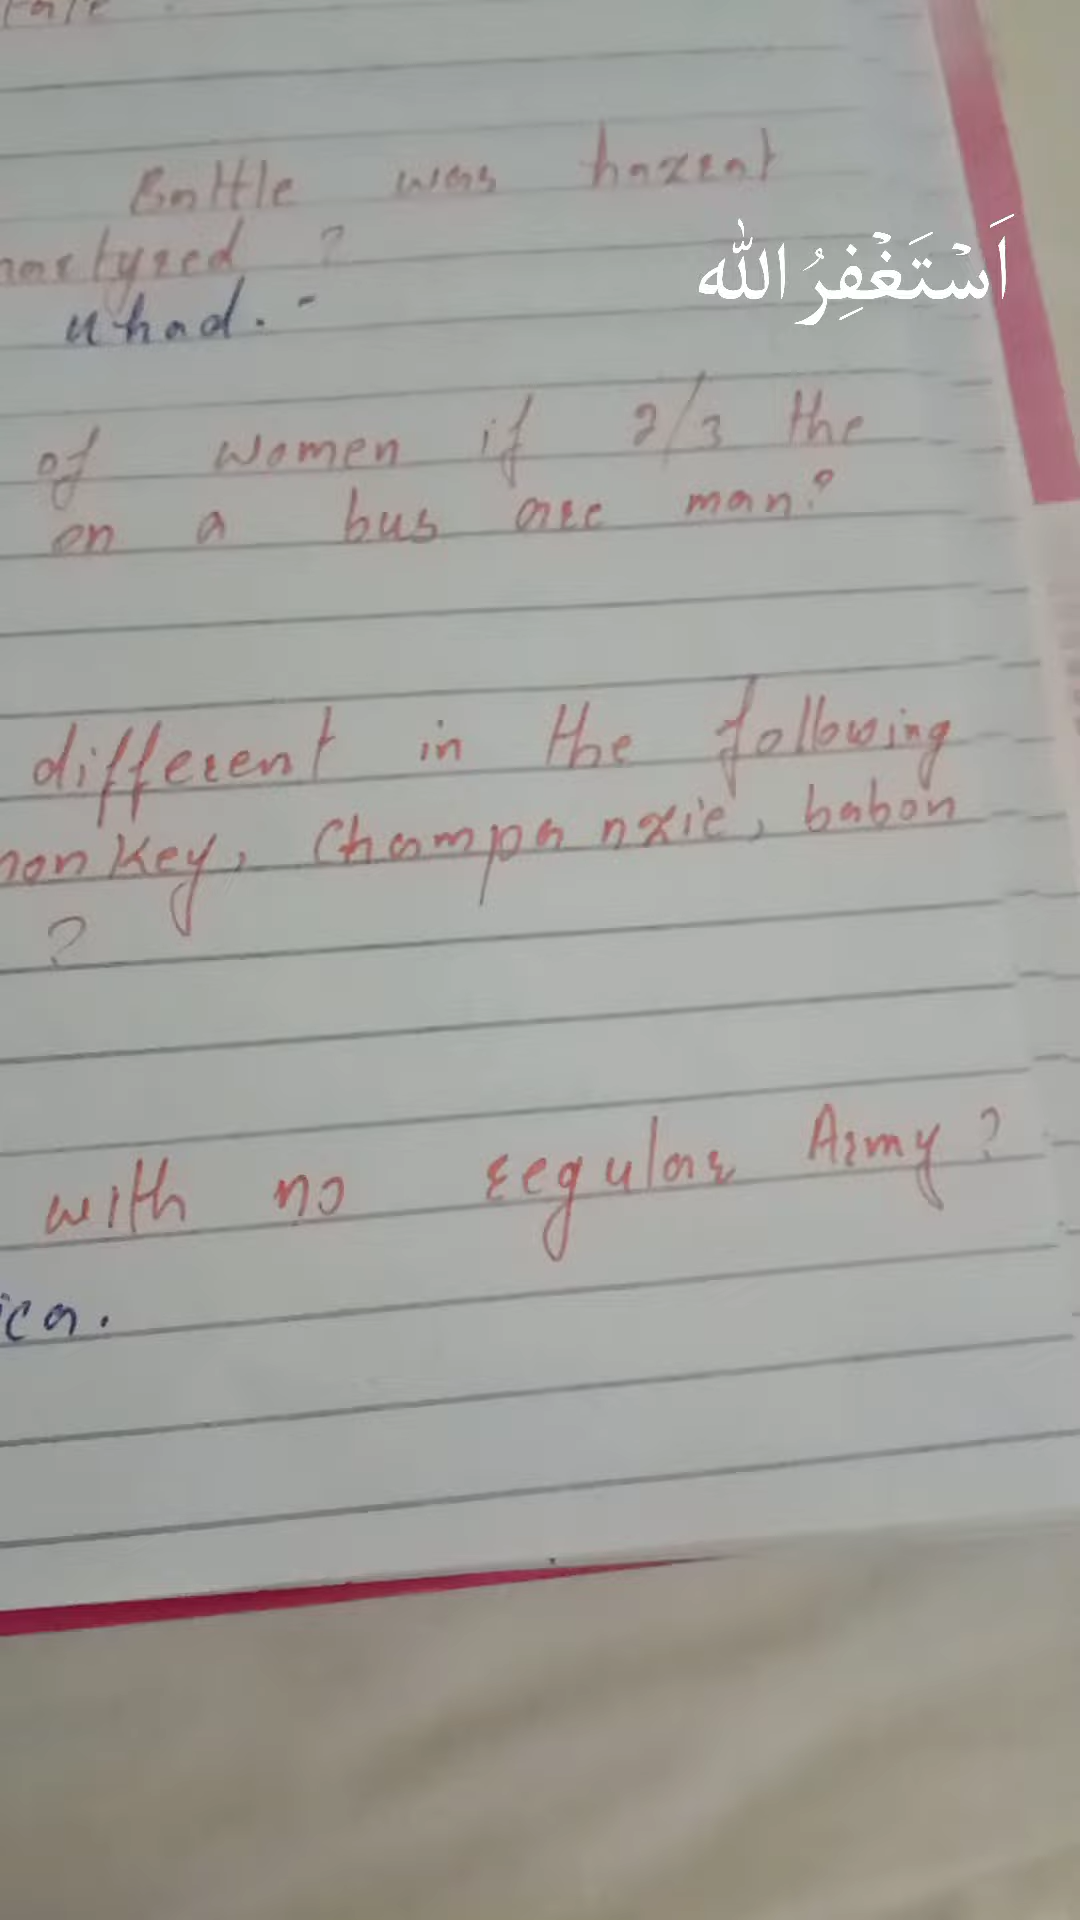 Battle was hazrat
martyred ?
اَسْتَغْفِرُ اللّٰه
uhad. -
of women if 2/3 the
on a bus are man?
different in the following
monkey, Champanzie, babon
?
with no regular Army ?
ica.